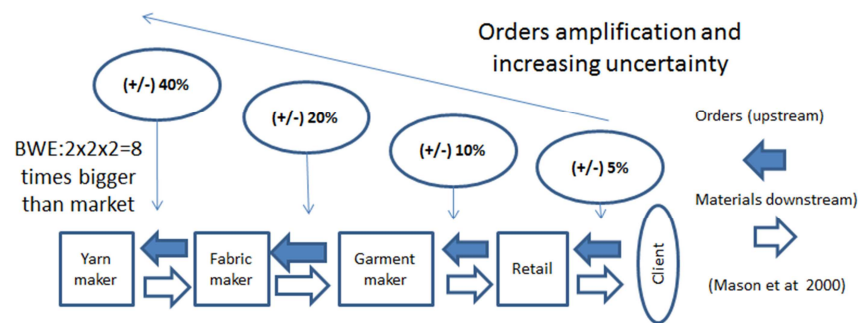 Orders amplification and
increasing uncertainty
(+/-) 40%
(+/-) 20%
(+/-) 10%
(+/-) 5%
BWE:2x2x2=8
times bigger
than market
Orders (upstream)
Materials downstream)
Yarn
maker
Fabric
maker
Garment
maker
Retail
Client
(Mason et at 2000)